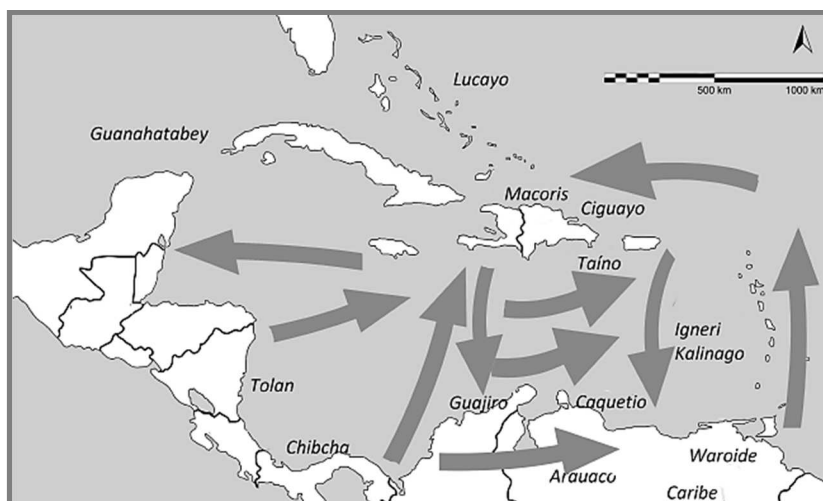 Lucayo
500 km 1000 km
Guanahatabey
Macoris
Ciguayo
Taíno
Igneri
Kalinago
Tolan
Guajiro
Caquetio
Chibcha
Waroide
Arauaco
Caribe